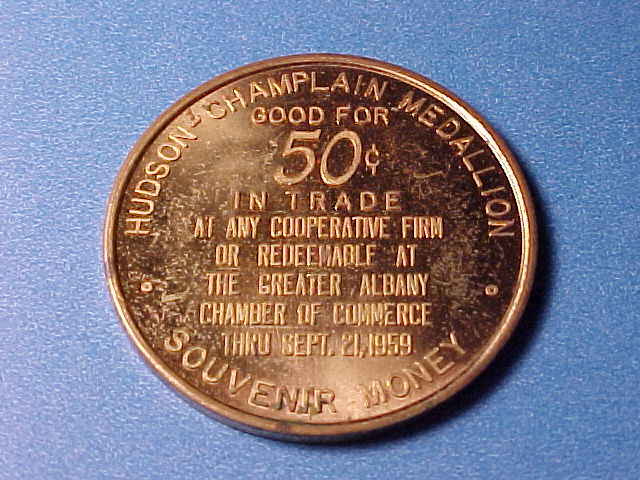 HUDSON-CHAMPLAIN MEDALLION
GOOD FOR
50¢
IN TRADE
AT ANY COOPERATIVE FIRM
OR REDEEMABLE AT
THE GREATER ALBANY
CHAMBER OF COMMERCE
THRU SEPT. 21, 1959
SOUVENIR MONEY